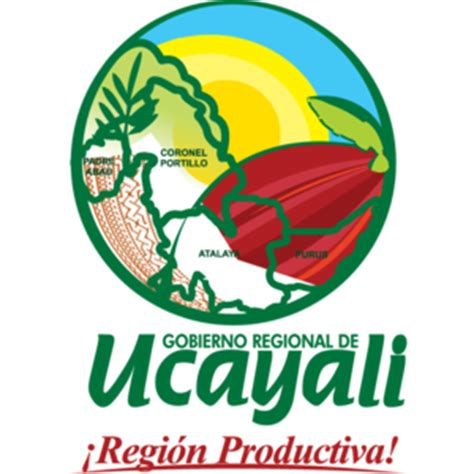 CORONEL
PORTILLO
PADRE
ABAD
ATALAYA
PURUS
GOBIERNO REGIONAL DE
Ucayali
¡Región Productiva!